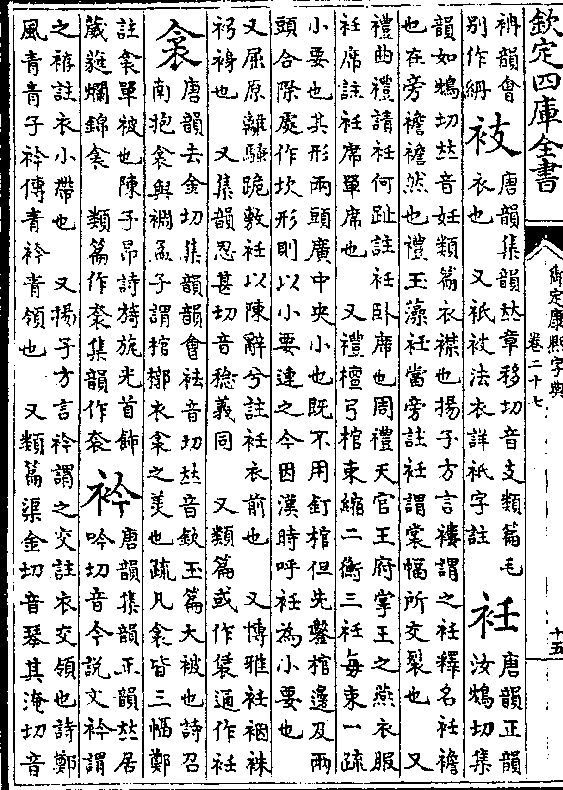 欽定四庫全書
御定康熙字典
卷二十七
十五
衻韻會
別作䋶
衼
唐韻集韻𠀤章移切音支類篇毛
衣也 又衹衼法衣詳衹字註
衽
唐韻正韻
汝鴆切集
韻如鴆切𠀤音妊類篇衣襟也揚子方言褸謂之衽釋名衽襜
也在旁襜襜然也禮玉藻衽當旁註衽謂裳幅所交裂也 又
禮曲禮請衽何趾註衽卧席也周禮天官王府掌王之燕衣服
衽席註衽席單席也 又禮檀弓棺束縮二衡三衽每束一疏
小要也其形兩頭廣中央小也既不用釘棺但先鑿棺邊及兩
頭合際處作坎形則以小要連之今因漢時呼衽為小要也
又屈原離騷跪敷衽以陳辭兮註衽衣前也 又博雅衽裀袾
裑也 又集韻忍甚切音稔義同 又類篇或作𧛔通作袵
衾
唐韻去金切集韻韻會祛音切𠀤音欽玉篇大被也詩召
南抱衾與裯孟子謂棺槨衣衾之美也疏凡衾皆三幅鄭
註衾單被也陳子昂詩旖旎光首飾
葳蕤爛錦衾 類篇作䘳集韻作衾
衿
唐韻集韻正韻𠀤居
吟切音今説文衿謂
之袸註衣小帶也 又揚子方言衿謂之交註衣交領也詩鄭
風青青子衿傳青衿青領也 又類篇渠金切音琴其淹切音